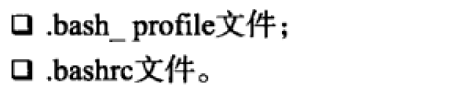 ❑ .bash_ profile文件；
❑ .bashrc文件。